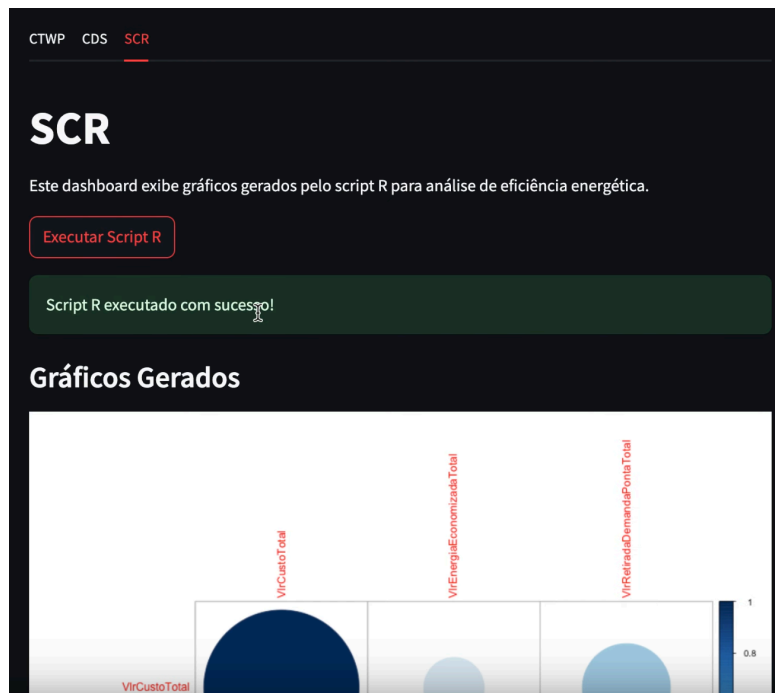 CTWP CDS SCR
SCR
Este dashboard exibe gráficos gerados pelo script R para análise de eficiência energética.
Executar Script R
Script R executado com sucesso!
Gráficos Gerados
VlrCustoTotal
VlrEnergiaEconomizadaTotal
VlrRetiradaDemandaPontaTotal
1
0.8
VlrCustoTotal